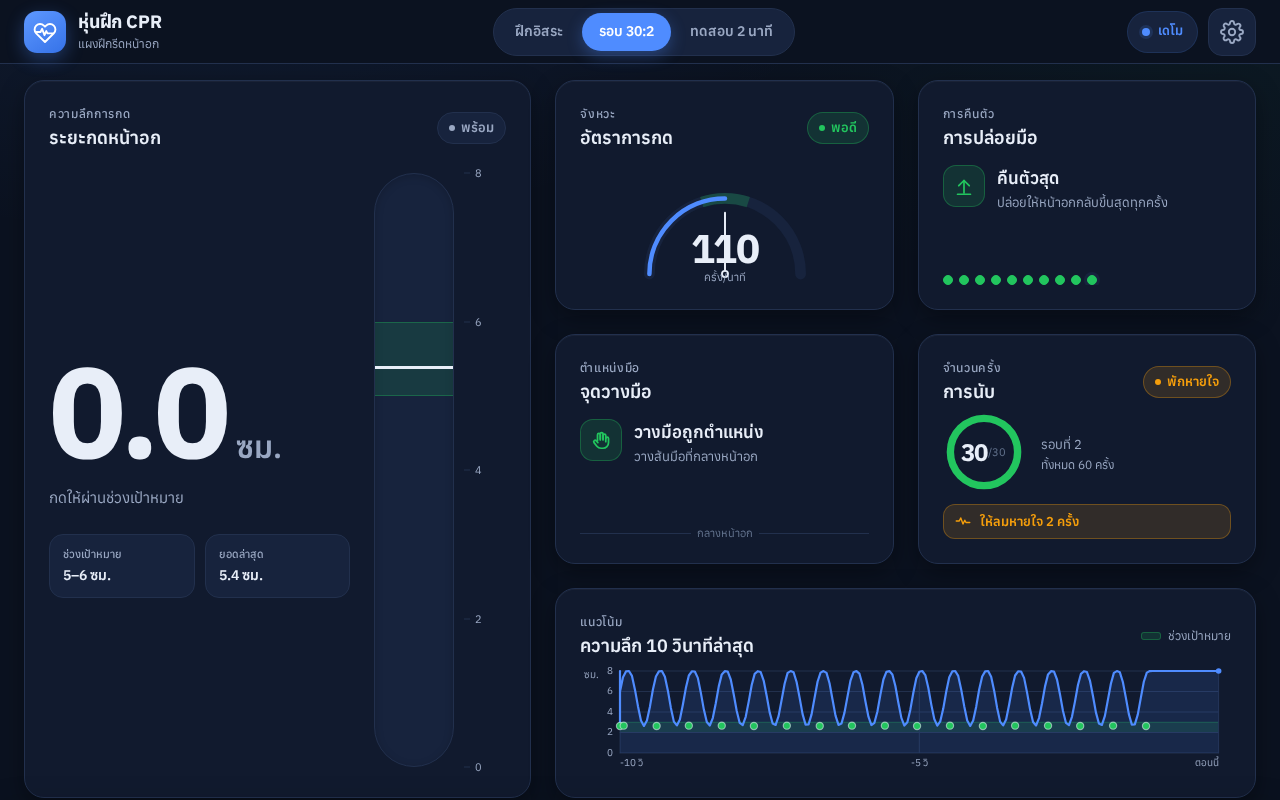 หุ่นฝึก CPR
แผงฝึกรีดหน้าอก
ฝึกอิสระ
รอบ 30:2
ทดสอบ 2 นาที
เดโม
ความลึกการกด
ระยะกดหน้าอก
พร้อม
8
6
4
2
0
0.0 ซม.
กดให้ผ่านช่วงเป้าหมาย
ช่วงเป้าหมาย
5–6 ซม.
ยอดล่าสุด
5.4 ซม.
จังหวะ
อัตราการกด
พอดี
110
ครั้ง/นาที
การคืนตัว
การปล่อยมือ
คืนตัวสุด
ปล่อยให้หน้าอกกลับขึ้นสุดทุกครั้ง
ตำแหน่งมือ
จุดวางมือ
วางมือถูกตำแหน่ง
วางสันมือที่กลางหน้าอก
กลางหน้าอก
จำนวนครั้ง
การนับ
พักหายใจ
30/30
รอบที่ 2
ทั้งหมด 60 ครั้ง
ให้ลมหายใจ 2 ครั้ง
แนวโน้ม
ความลึก 10 วินาทีล่าสุด
ช่วงเป้าหมาย
ซม.
8
6
4
2
0
-10 วิ
-5 วิ
ตอนนี้